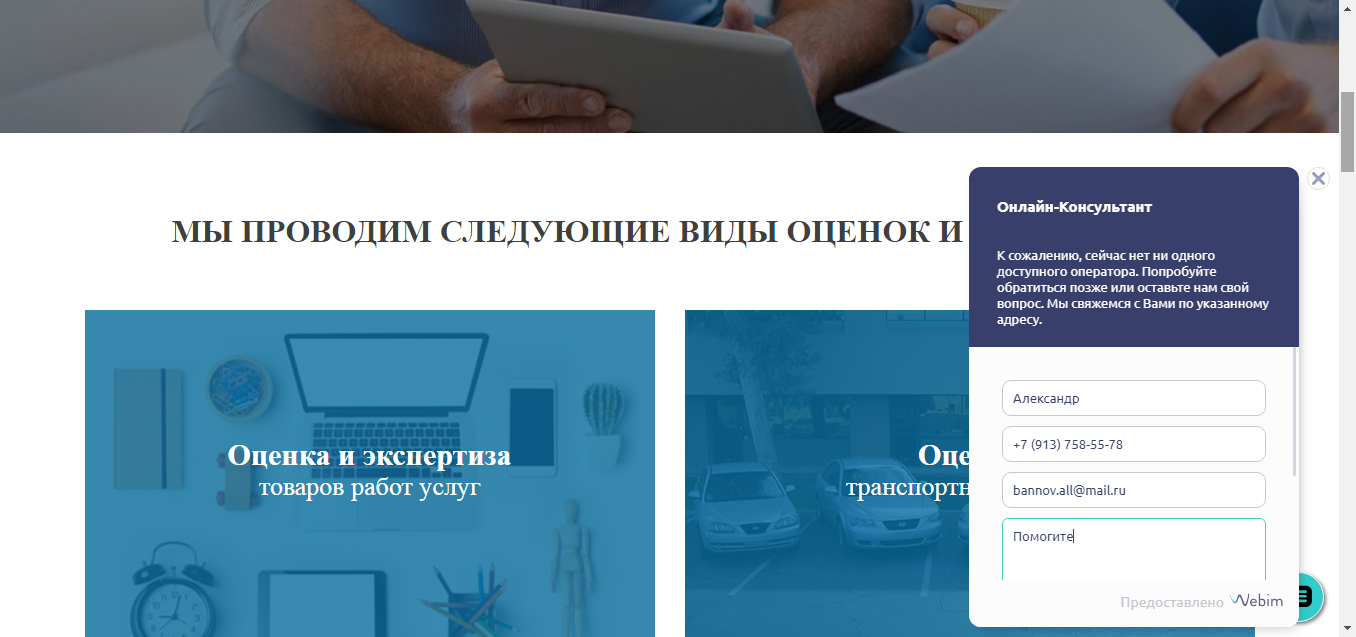 МЫ ПРОВОДИМ СЛЕДУЮЩИЕ ВИДЫ ОЦЕНОК И
Оценка и экспертиза
товаров работ услуг
Онлайн-Консультант
К сожалению, сейчас нет ни одного
доступного оператора. Попробуйте
обратиться позже или оставьте нам свой
вопрос. Мы свяжемся с Вами по указанному
адресу.
Александр
+7 (913) 758-55-78
bannov.all@mail.ru
Помогите
Предоставлено Webim